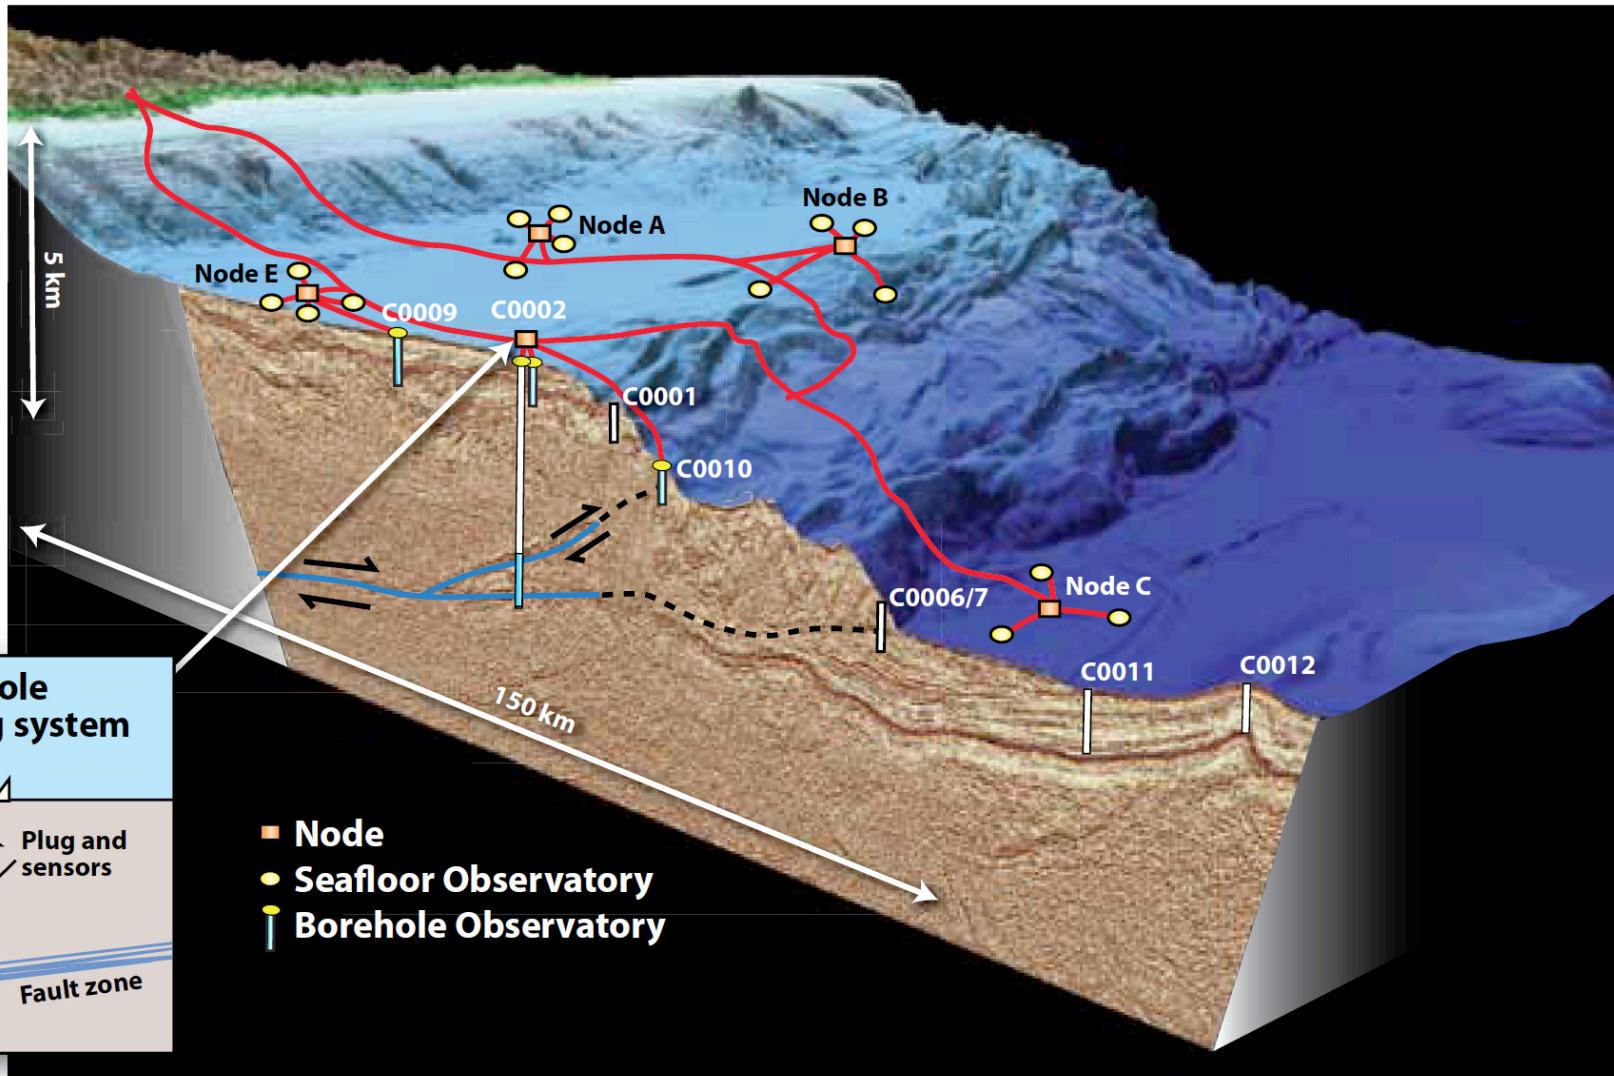 Node B
Node A
5 km
Node E
C0009
C0002
C0001
C0010
Node C
C0006/7
C0011
C0012
150 km
system
Plug and
sensors
Fault zone
Node
Seafloor Observatory
Borehole Observatory